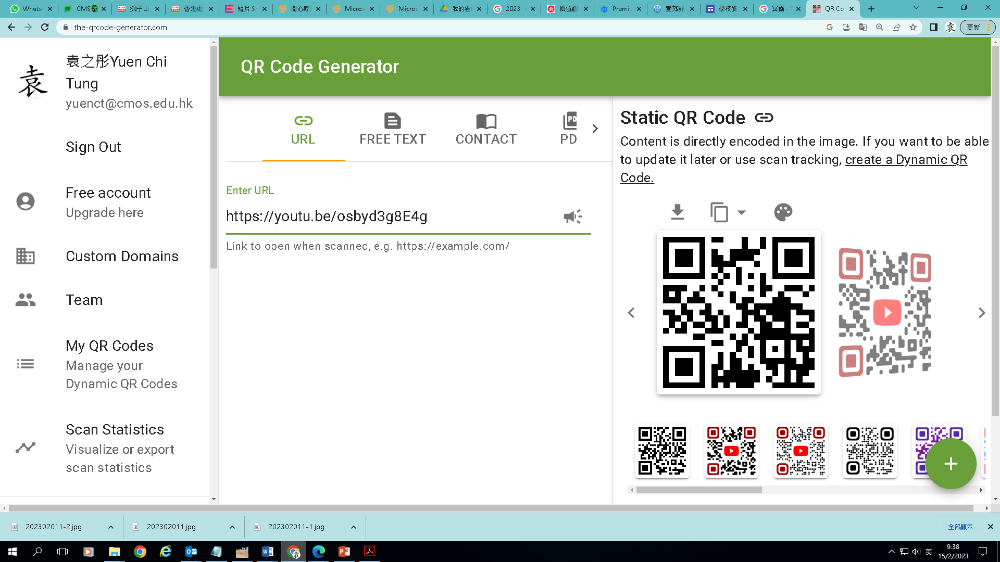 WhatsA
CMS
獅子山
香港電
短片 Sh
開心家
Micros
Micros
我的雲
2023
價值觀
Premiu
愛郊野
學校管
冥鏹 -
QR Co
the-qrcode-generator.com
更新
袁之彤Yuen Chi
Tung
yuenct@cmos.edu.hk
Sign Out
Free account
Upgrade here
Custom Domains
Team
My QR Codes
Manage your
Dynamic QR Codes
Scan Statistics
Visualize or export
scan statistics
QR Code Generator
URL
FREE TEXT
CONTACT
PD
Enter URL
https://youtu.be/osbyd3g8E4g
Link to open when scanned, e.g. https://example.com/
Static QR Code
Content is directly encoded in the image. If you want to be able
to update it later or use scan tracking, create a Dynamic QR
Code.
202302011-2.jpg
202302011.jpg
202302011-1.jpg
全部顯示
英
9:38
15/2/2023